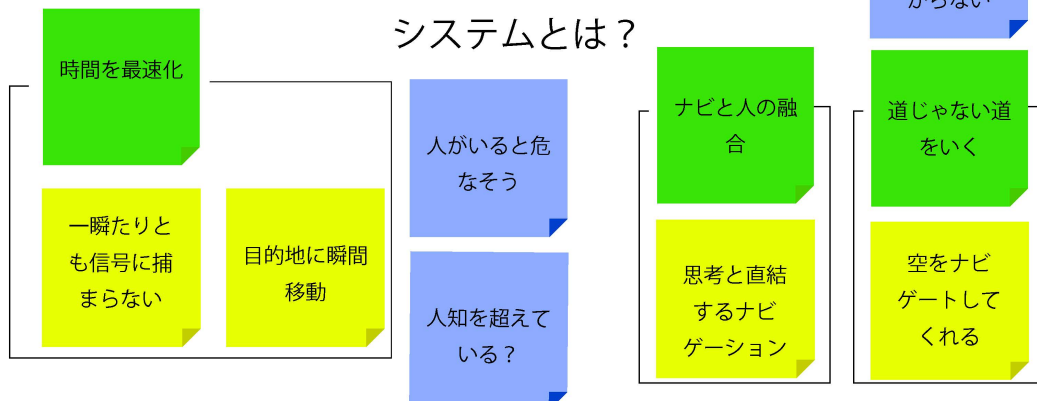 システムとは？
時間を最速化
一瞬たりと
も信号に捕
まらない
目的地に瞬間
移動
人がいると危
なそう
人知を超えて
いる？
ナビと人の融
合
思考と直結
するナビ
ゲーション
からない
道じゃない道
をいく
空をナビ
ゲートして
くれる